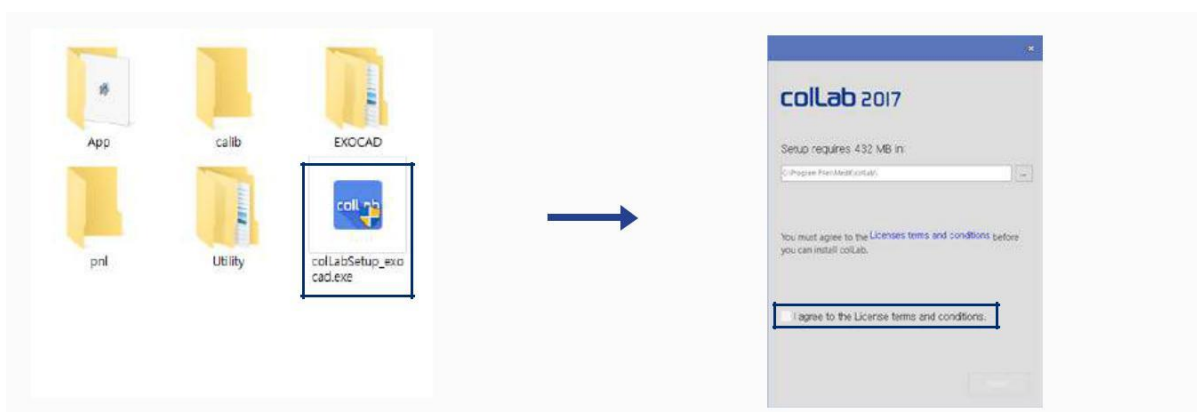 App
calib
EXOCAD
pnl
Utility
colLabSetup_exo
cad.exe
colLab 2017
Setup requires 432 MB in:
You must agree to the Licenses terms and conditions before
you can install colLab.
I agree to the License terms and conditions.